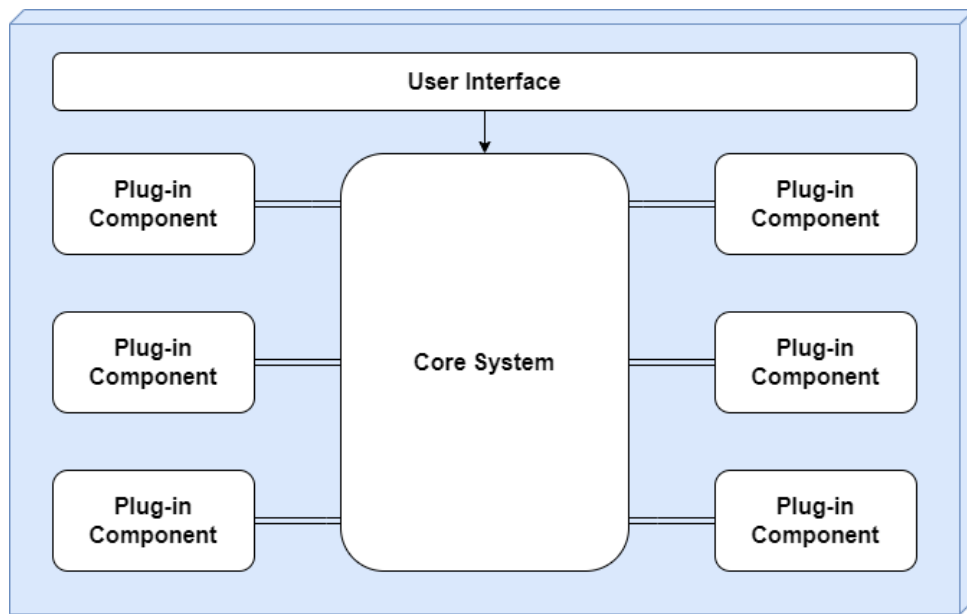 User Interface
Plug-in
Component
Plug-in
Component
Plug-in
Component
Core System
Plug-in
Component
Plug-in
Component
Plug-in
Component